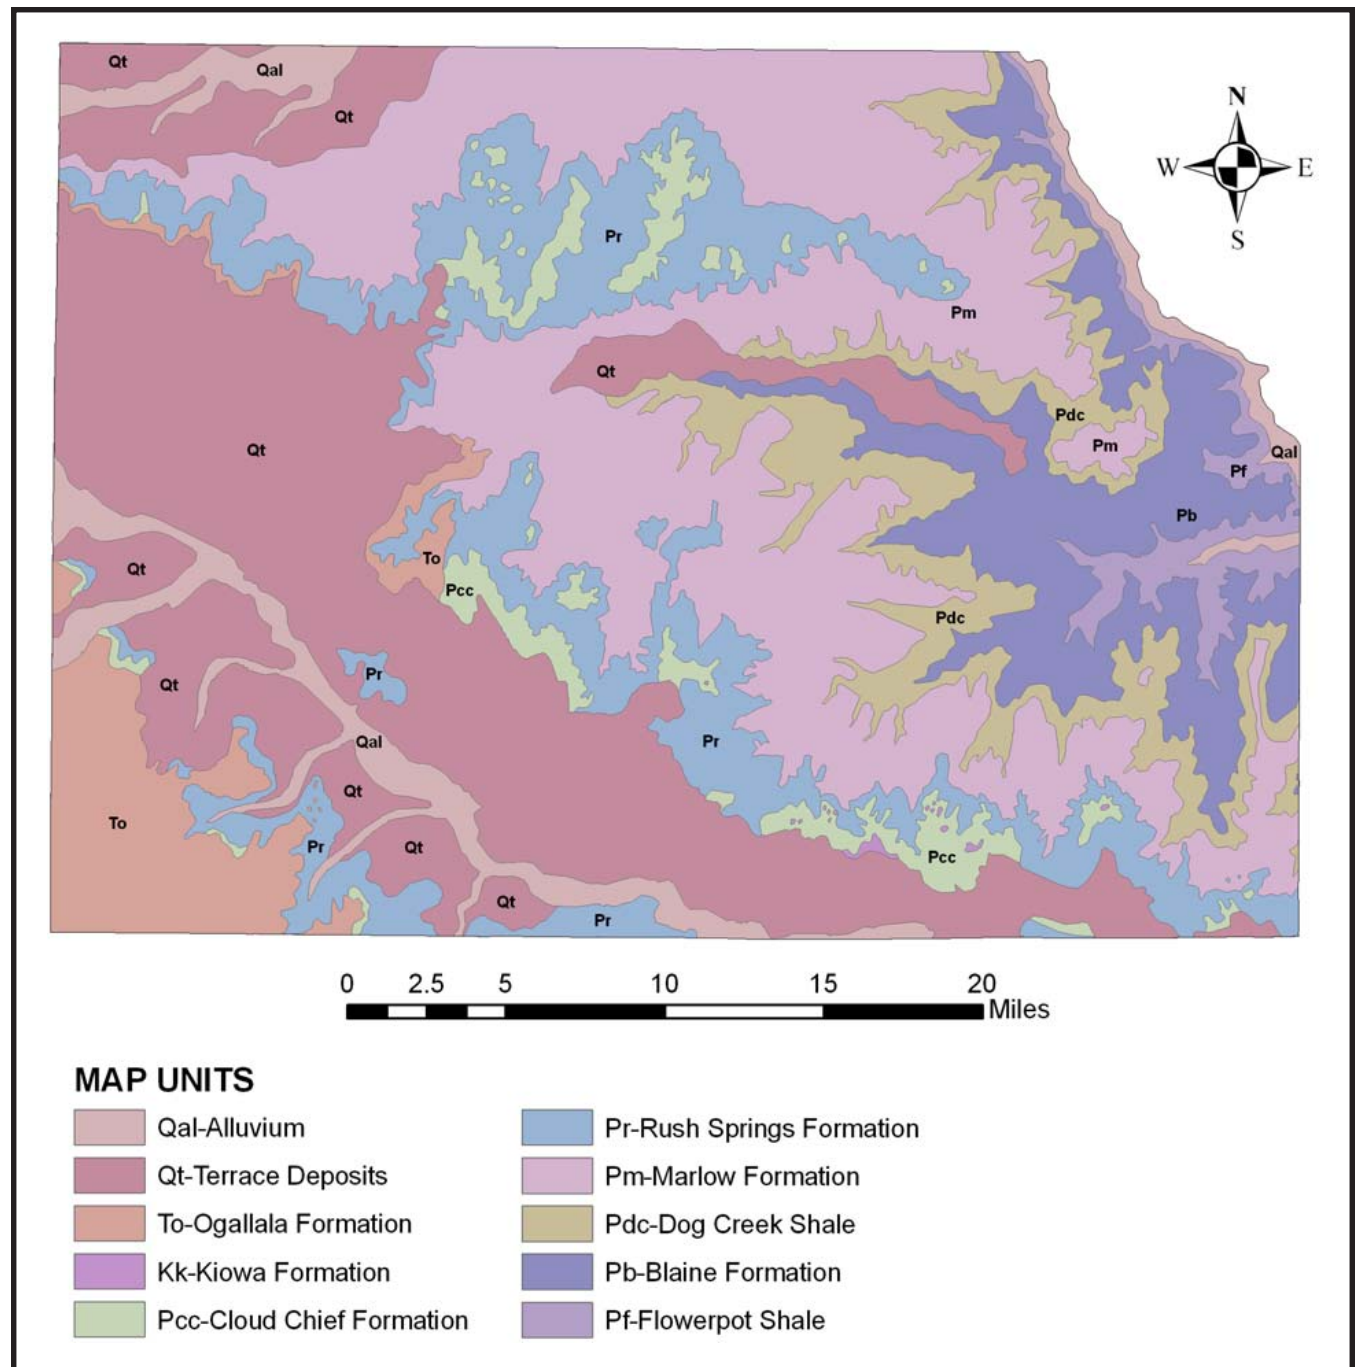 Qt
Qal
Qt
N
W E
S
Pr
Pm
Qt
Pdc
Pm
Qal
Qt
Pf
Pb
To
Qt
Pcc
Pdc
Pr
Qt
Qal
Pr
Qt
To
Pr
Qt
Pcc
Qt
Pr
0 2.5 5 10 15 20
Miles
MAP UNITS
Qal-Alluvium
Qt-Terrace Deposits
To-Ogallala Formation
Kk-Kiowa Formation
Pcc-Cloud Chief Formation
Pr-Rush Springs Formation
Pm-Marlow Formation
Pdc-Dog Creek Shale
Pb-Blaine Formation
Pf-Flowerpot Shale